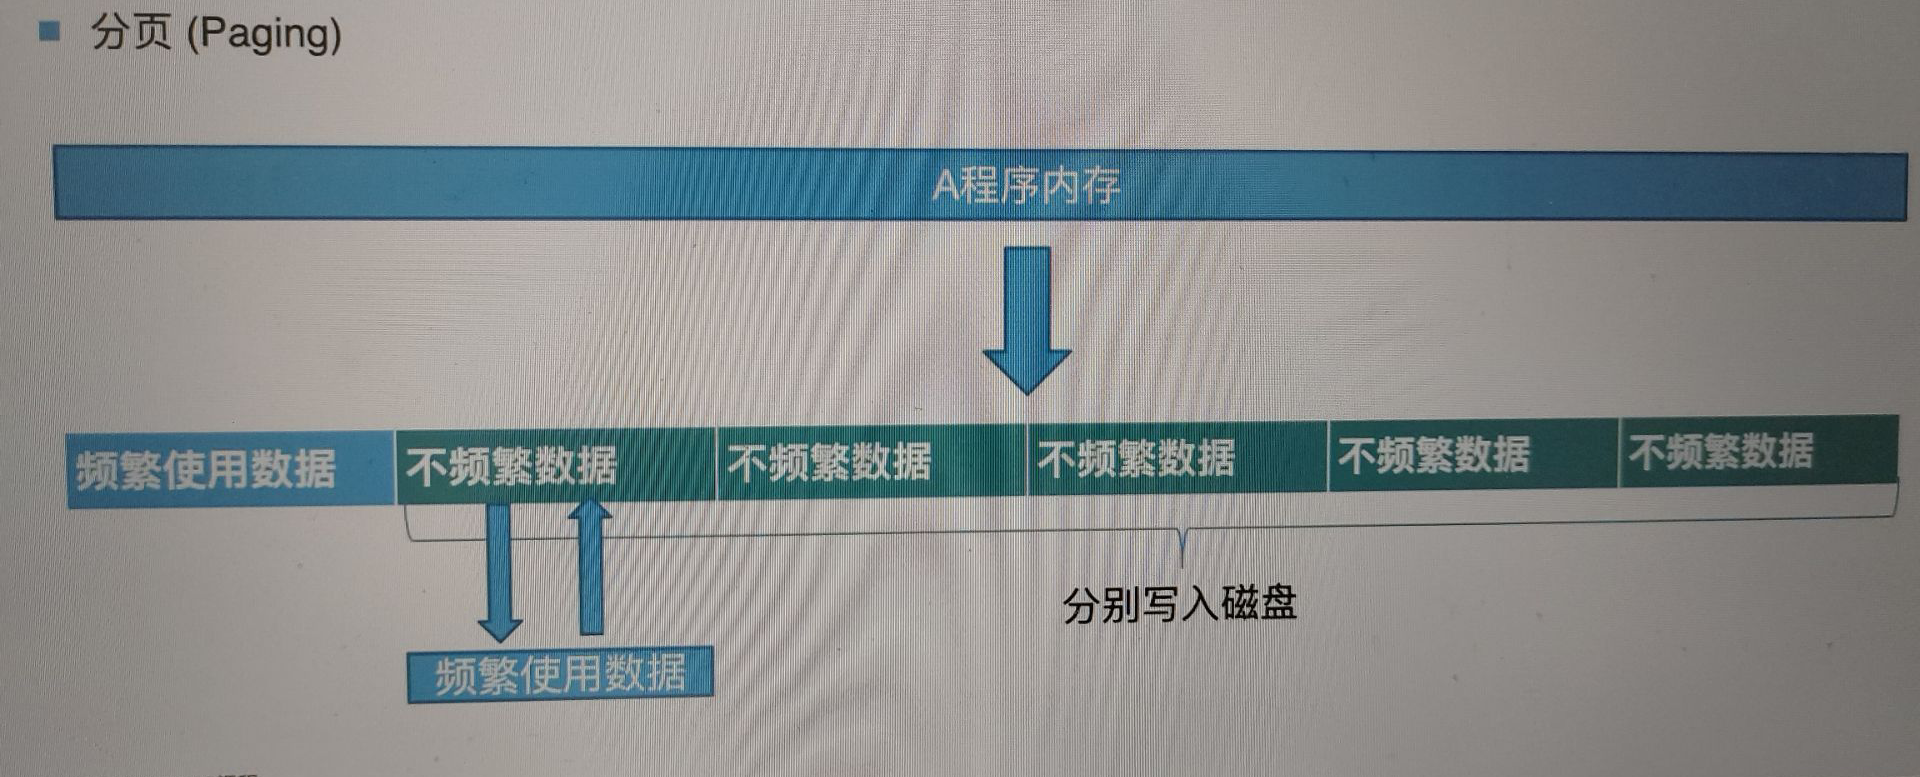 分页 (Paging)
A程序内存
频繁使用数据
不频繁数据
不频繁数据
不频繁数据
不频繁数据
不频繁数据
分别写入磁盘
频繁使用数据